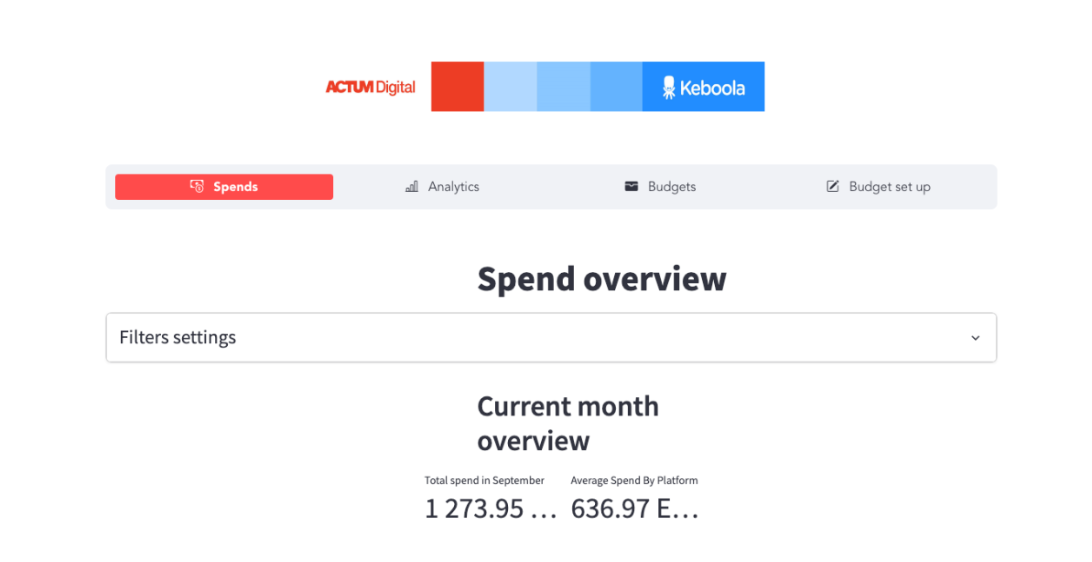 ACTUM Digital
Keboola
Spends
Analytics
Budgets
Budget set up
Spend overview
Filters settings
Current month
overview
Total spend in September
Average Spend By Platform
1 273.95 ...
636.97 E...